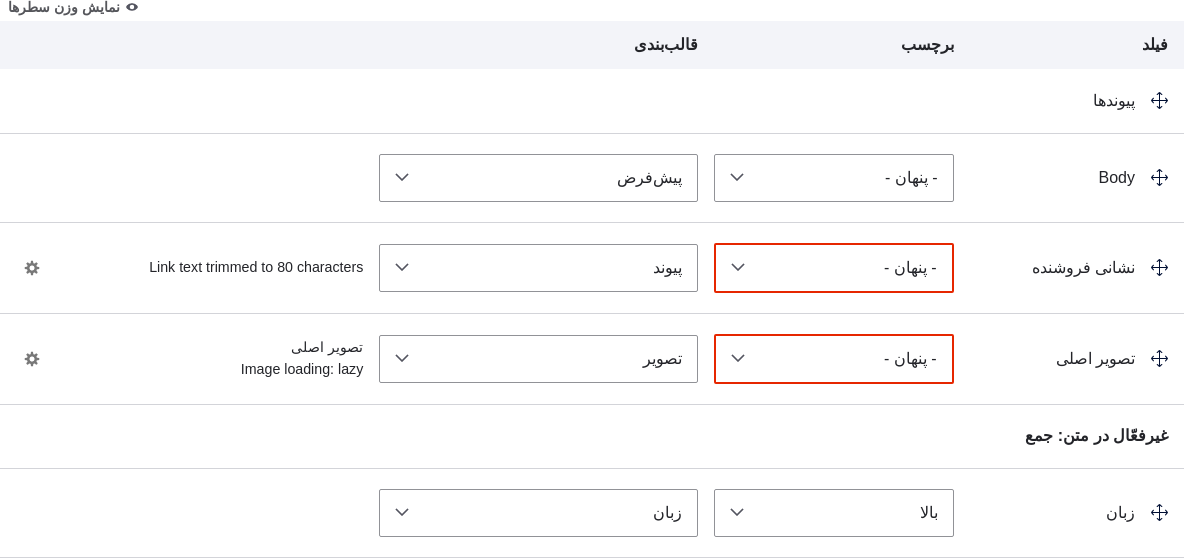 نمایش وزن سطرها
فیلد برچسب قالب‌بندی
پیوندها
Body - پنهان - پیش‌فرض
نشانی فروشنده - پنهان - پیوند Link text trimmed to 80 characters
تصویر اصلی - پنهان - تصویر تصویر اصلی
Image loading: lazy
غیرفعّال در متن: جمع
زبان بالا زبان